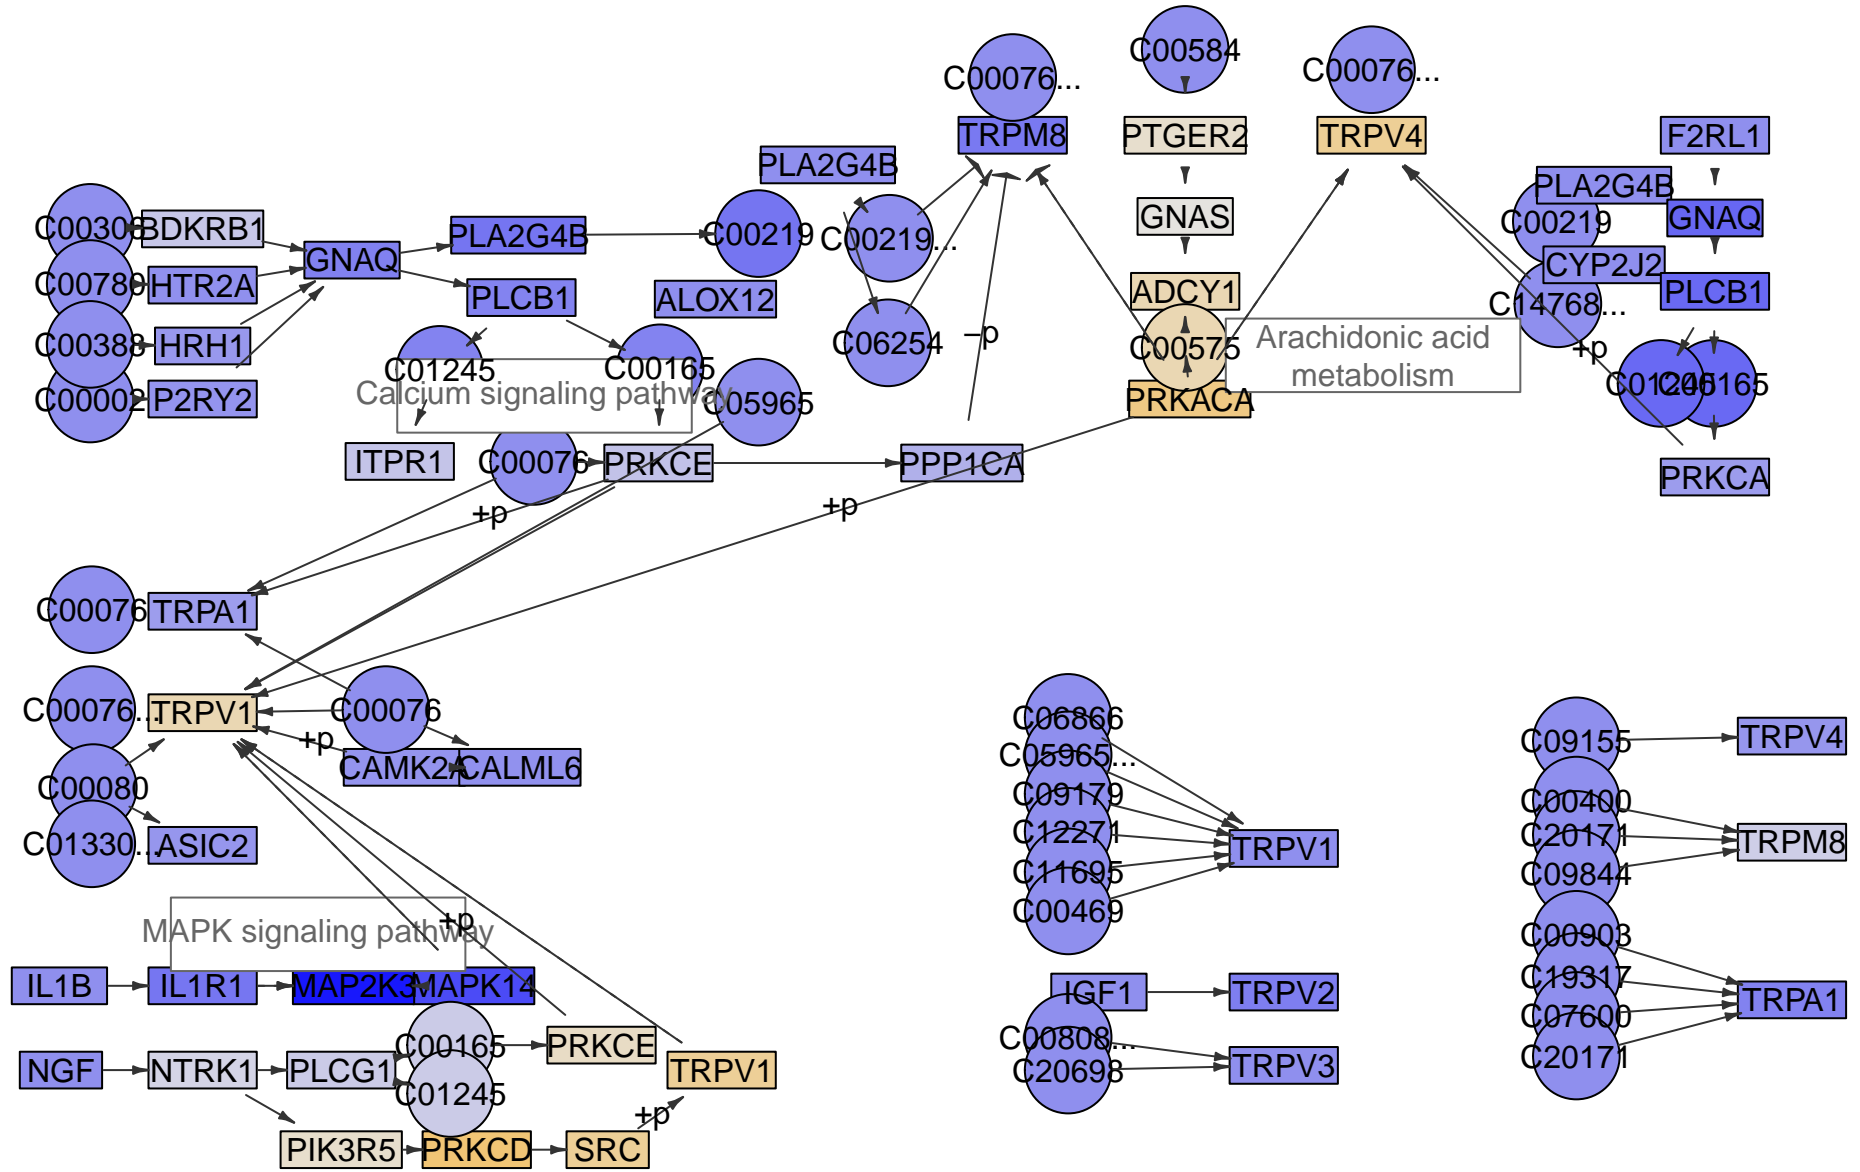 C00584
C00076...
C00076...
TRPM8
PTGER2
TRPV4
F2RL1
PLA2G4B
PLA2G4B
C00219
GNAS
GNAQ
BDKRB1
PLA2G4B
C00219
C00219...
GNAQ
CYP2J2
C00780
HTR2A
PLCB1
ALOX12
ADCY1
C14768...
PLCB1
C00388
HRH1
C06254
−p
C00575
Arachidonic acid
metabolism
+p
C01245
C00165
Calcium signaling pathway
C00002
P2RY2
C05965
PRKACA
C01245
C00165
ITPR1
C00076
PRKCE
PPP1CA
PRKCA
+p
+p
C00076
TRPA1
C00076...
TRPV1
C00076
+p
CAMK2A
CALML6
C00080
C01330...
ASIC2
C06866
C05965...
C09179
C12271
C11695
C00469
TRPV1
C09155
TRPV4
C00400
C20171
C09844
TRPM8
C00903
C19317
C07600
C20171
TRPA1
+p
MAPK signaling pathway
IL1B
IL1R1
MAP2K3
MAPK14
IGF1
TRPV2
C00808...
C20698
TRPV3
NGF
NTRK1
PLCG1
C00165
C01245
PRKCE
TRPV1
+p
PIK3R5
PRKCD
SRC